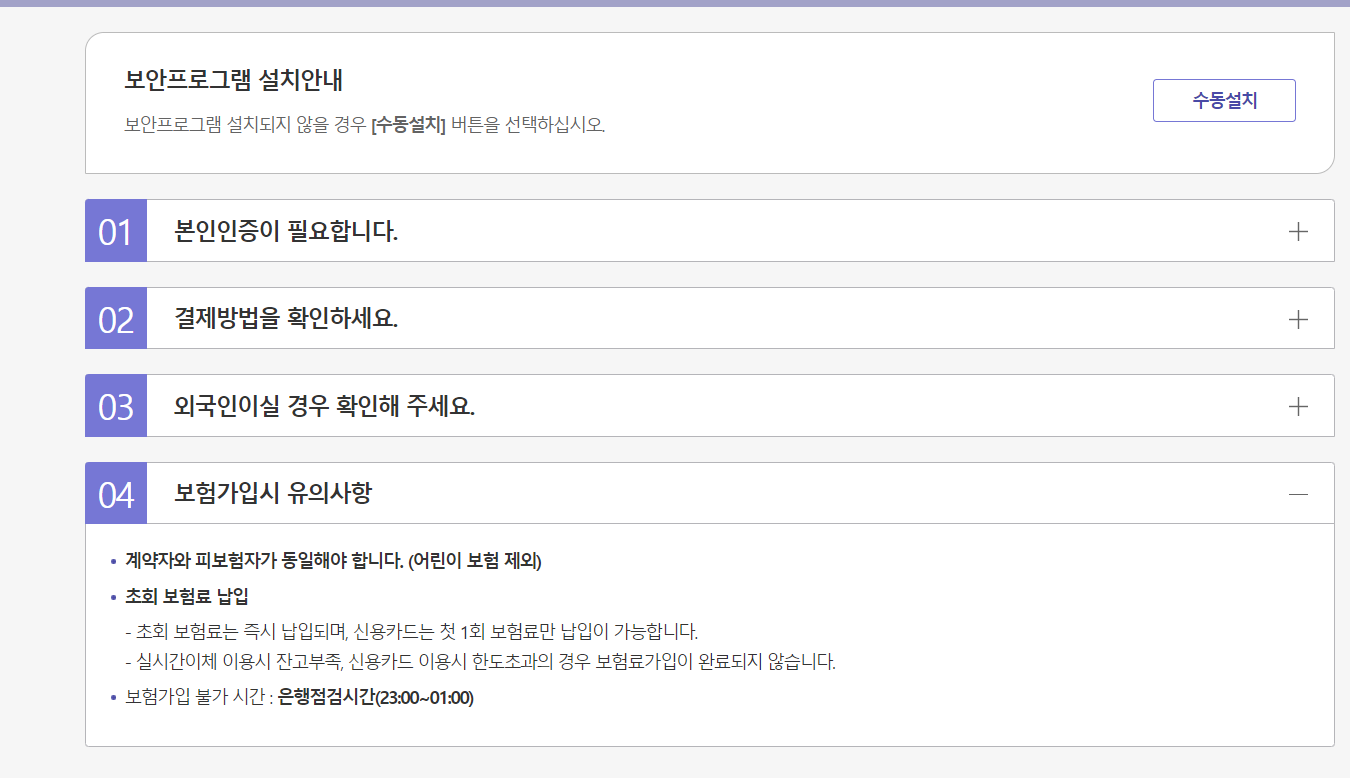 보안프로그램 설치안내
보안프로그램 설치되지 않을 경우 [수동설치] 버튼을 선택하십시오.
수동설치
01 본인인증이 필요합니다.
02 결제방법을 확인하세요.
03 외국인이실 경우 확인해 주세요.
04 보험가입시 유의사항
• 계약자와 피보험자가 동일해야 합니다. (어린이 보험 제외)
• 초회 보험료 납입
- 초회 보험료는 즉시 납입되며, 신용카드는 첫 1회 보험료만 납입이 가능합니다.
- 실시간이체 이용시 잔고부족, 신용카드 이용시 한도초과의 경우 보험료가입이 완료되지 않습니다.
• 보험가입 불가 시간 : 은행점검시간(23:00~01:00)